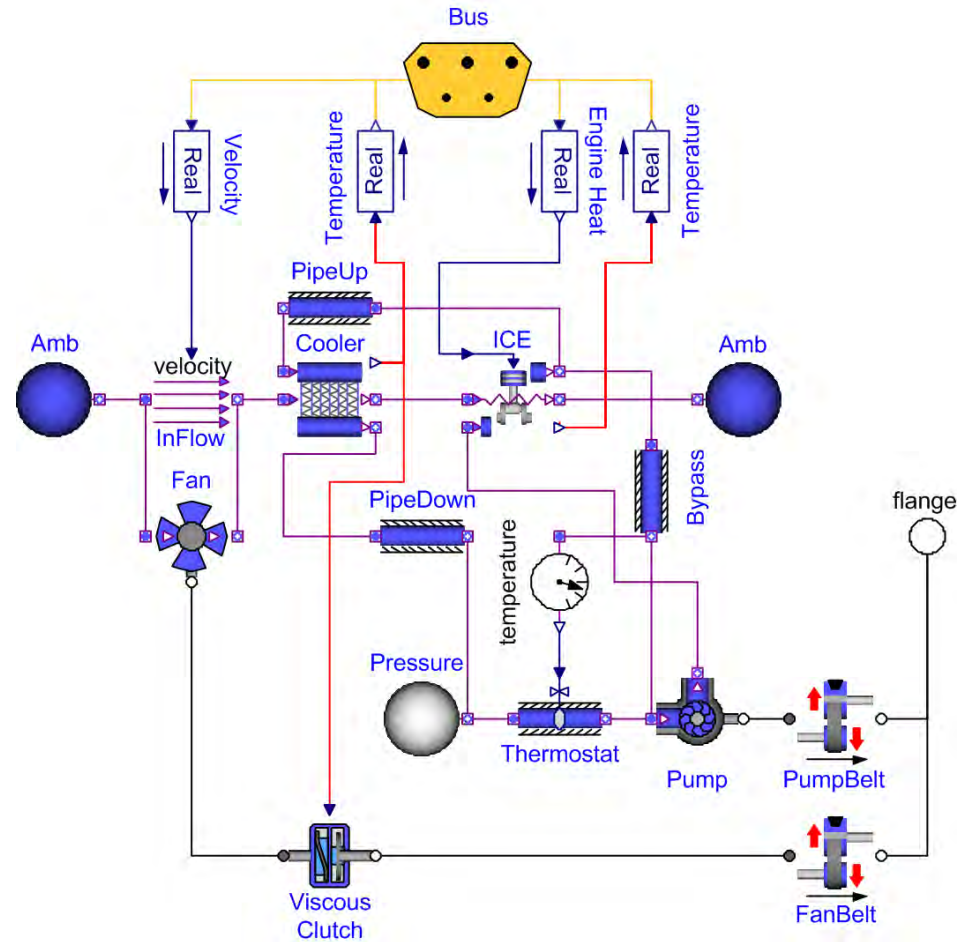 Bus
Real
Velocity
Temperature
Real
Real
Engine Heat
Real
Temperature
PipeUp
Amb
velocity
InFlow
Cooler
ICE
Amb
Fan
PipeDown
Bypass
flange
temperature
Pressure
Thermostat
Pump
PumpBelt
Viscous
Clutch
FanBelt